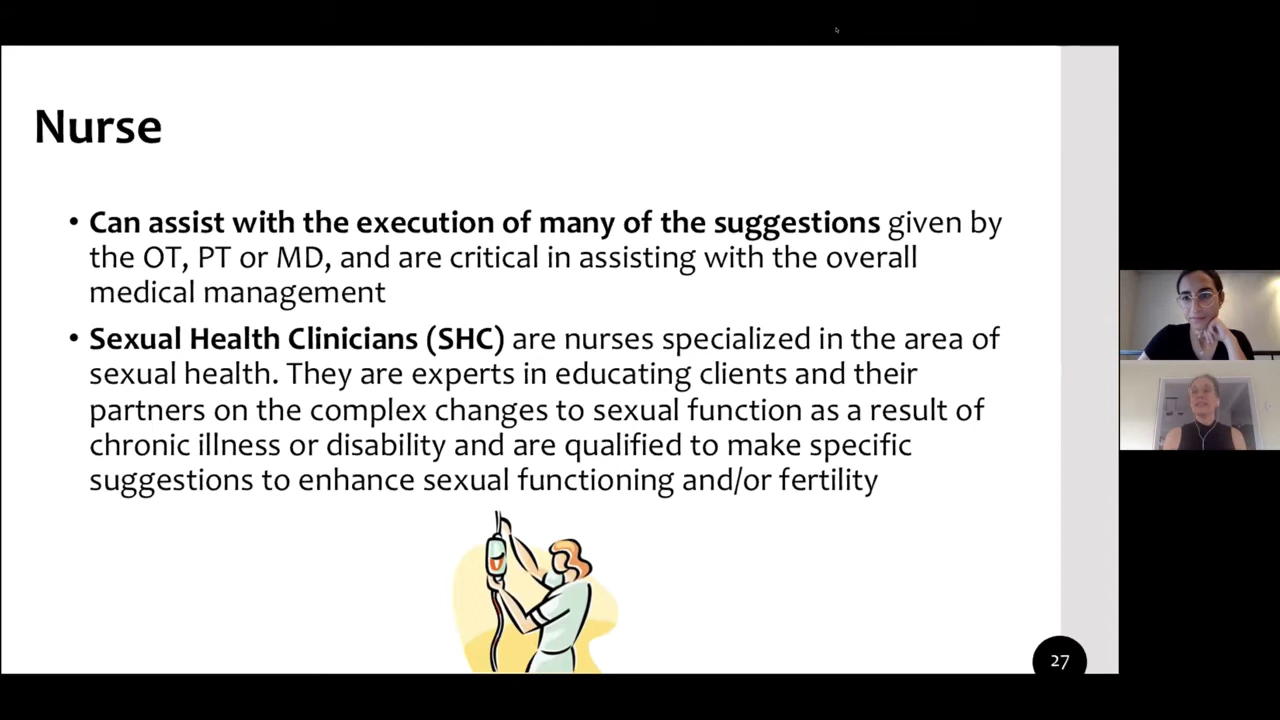 Nurse
• Can assist with the execution of many of the suggestions given by
the OT, PT or MD, and are critical in assisting with the overall
medical management
• Sexual Health Clinicians (SHC) are nurses specialized in the area of
sexual health. They are experts in educating clients and their
partners on the complex changes to sexual function as a result of
chronic illness or disability and are qualified to make specific
suggestions to enhance sexual functioning and/or fertility
27